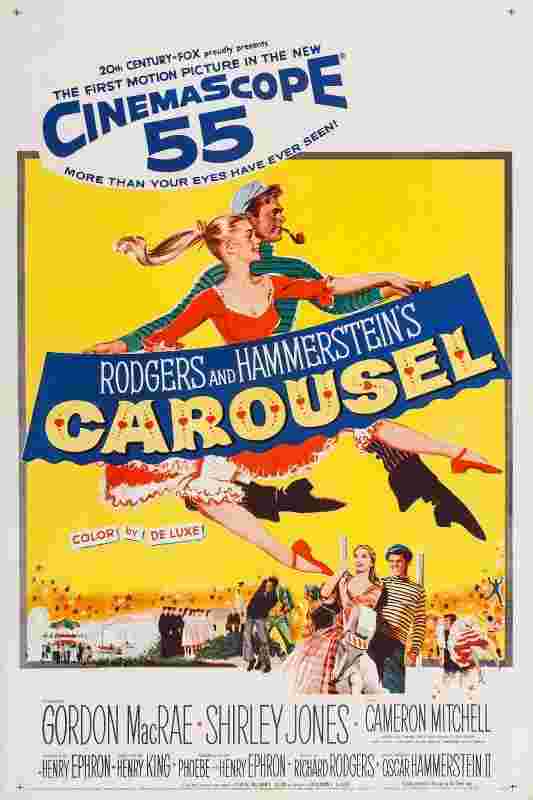 20th CENTURY-FOX proudly presents
THE FIRST MOTION PICTURE IN THE NEW
CINEMASCOPE
55
MORE THAN YOUR EYES HAVE EVER SEEN!
RODGERS AND HAMMERSTEIN'S
CAROUSEL
COLOR by DE LUXE
GORDON MacRAE · SHIRLEY JONES · CAMERON MITCHELL
HENRY EPHRON · HENRY KING · PHOEBE and HENRY EPHRON · RICHARD RODGERS · OSCAR HAMMERSTEIN II